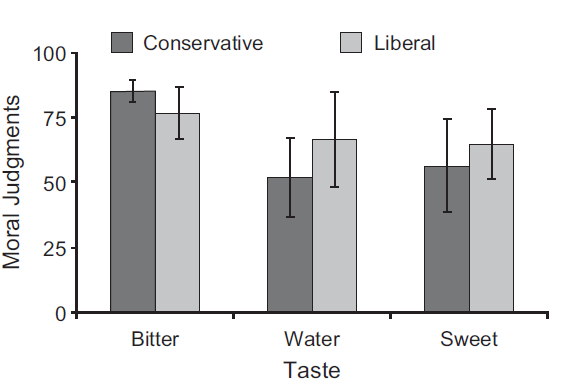 Conservative Liberal
100
75
50
25
0
Moral Judgments
Bitter Water Sweet
Taste